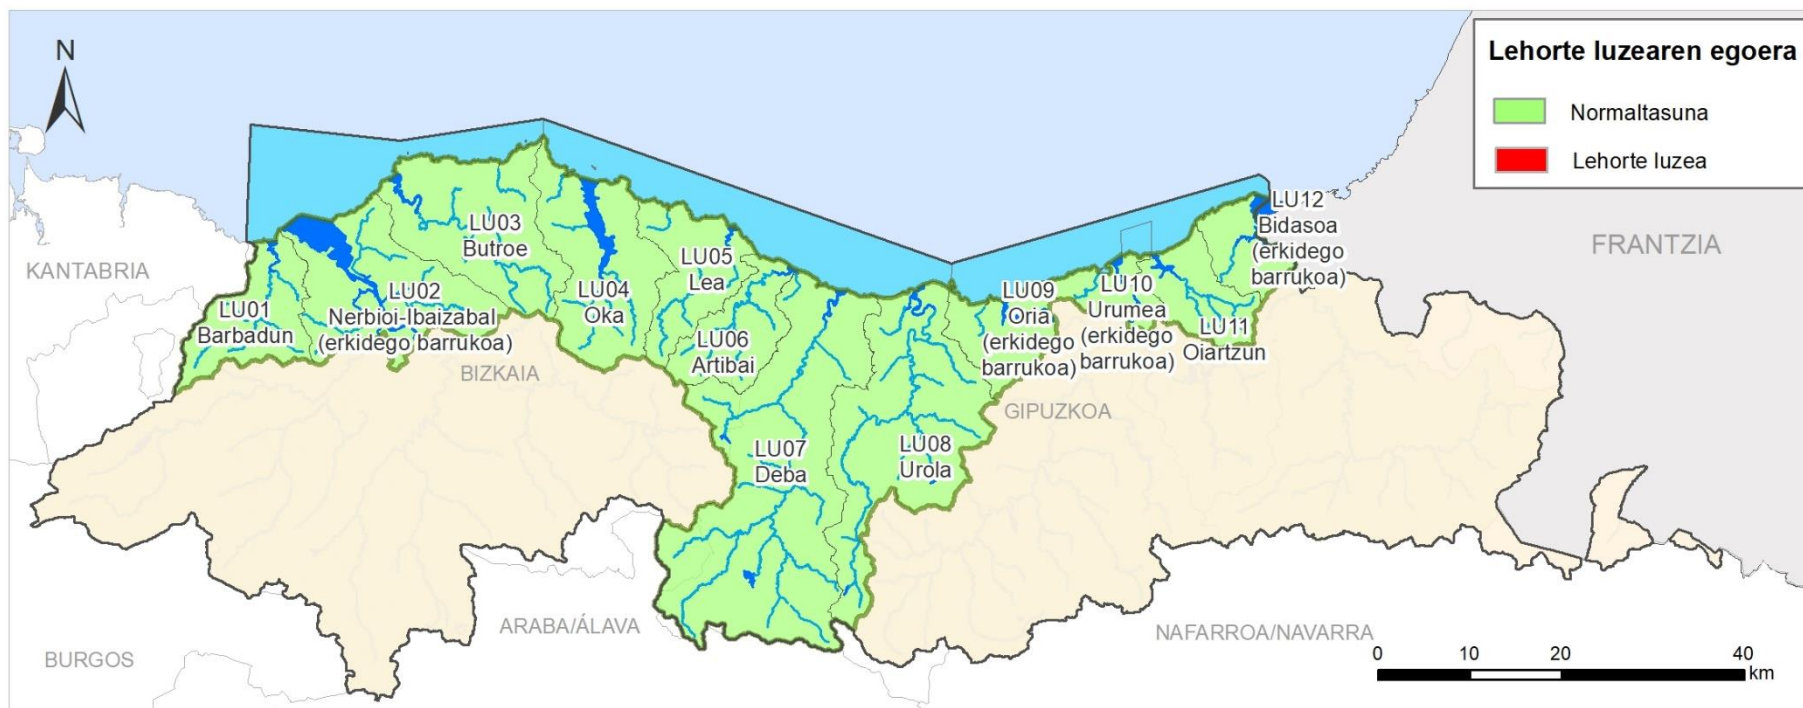 N
Lehorte luzearen egoera
Normaltasuna
Lehorte luzea
KANTABRIA
FRANTZIA
LU01
Barbadun
LU02
Nerbioi-Ibaizabal
(erkidego barrukoa)
LU03
Butroe
LU04
Oka
LU05
Lea
LU06
Artibai
LU07
Deba
LU08
Urola
LU09
Oria
(erkidego
barrukoa)
LU10
Urumea
(erkidego
barrukoa)
LU11
Oiartzun
LU12
Bidasoa
(erkidego
barrukoa)
BIZKAIA
GIPUZKOA
ARABA/ÁLAVA
BURGOS
NAFARROA/NAVARRA
0 10 20 40
km